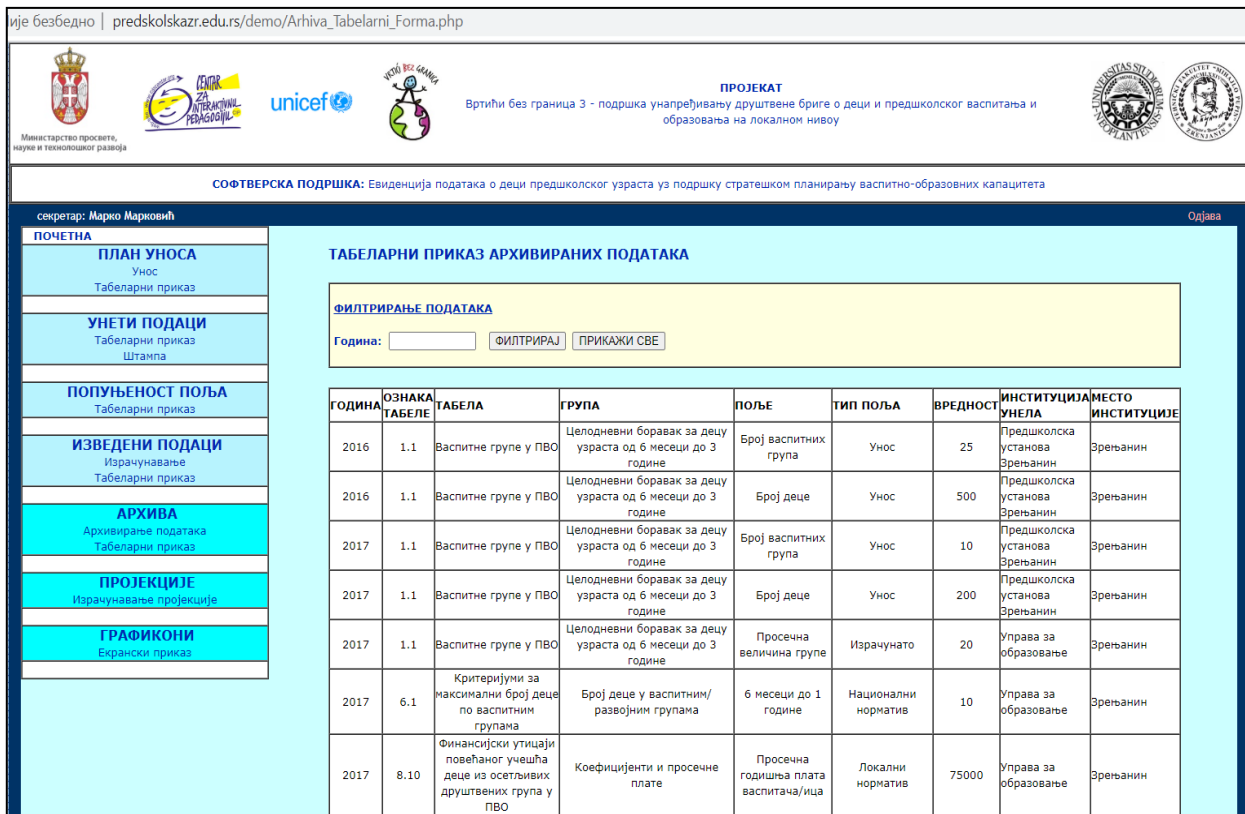 ије безбедно | predskolskazr.edu.rs/demo/Arhiva_Tabelarni_Forma.php
Министарство просвете,
науке и технолошког развоја
CENTAR
ZA
INTERAKTIVNU
PEDAGOGIJU
unicef
VRTIĆI BEZ GRANICA
ПРОЈЕКАТ
Вртићи без граница 3 - подршка унапређивању друштвене бриге о деци и предшколског васпитања и
образовања на локалном нивоу
СОФТВЕРСКА ПОДРШКА: Евиденција података о деци предшколског узраста уз подршку стратешком планирању васпитно-образовних капацитета
секретар: Марко Марковић
Одјава
ПОЧЕТНА
ПЛАН УНОСА
Унос
Табеларни приказ
УНЕТИ ПОДАЦИ
Табеларни приказ
Штампа
ПОПУЊЕНОСТ ПОЉА
Табеларни приказ
ИЗВЕДЕНИ ПОДАЦИ
Израчунавање
Табеларни приказ
АРХИВА
Архивирање података
Табеларни приказ
ПРОЈЕКЦИЈЕ
Израчунавање пројекције
ГРАФИКОНИ
Екрански приказ
ТАБЕЛАРНИ ПРИКАЗ АРХИВИРАНИХ ПОДАТАКА
ФИЛТРИРАЊЕ ПОДАТАКА
Година: ФИЛТРИРАЈ ПРИКАЖИ СВЕ
ГОДИНА ОЗНАКА ТАБЕЛЕ ТАБЕЛА ГРУПА ПОЉЕ ТИП ПОЉА ВРЕДНОСТ ИНСТИТУЦИЈА УНЕЛА МЕСТО ИНСТИТУЦИЈЕ
2016 1.1 Васпитне групе у ПВО Целодневни боравак за децу узраста од 6 месеци до 3 године Број васпитних група Унос 25 Предшколска установа Зрењанин Зрењанин
2016 1.1 Васпитне групе у ПВО Целодневни боравак за децу узраста од 6 месеци до 3 године Број деце Унос 500 Предшколска установа Зрењанин Зрењанин
2017 1.1 Васпитне групе у ПВО Целодневни боравак за децу узраста од 6 месеци до 3 године Број васпитних група Унос 10 Предшколска установа Зрењанин Зрењанин
2017 1.1 Васпитне групе у ПВО Целодневни боравак за децу узраста од 6 месеци до 3 године Број деце Унос 200 Предшколска установа Зрењанин Зрењанин
2017 1.1 Васпитне групе у ПВО Целодневни боравак за децу узраста од 6 месеци до 3 године Просечна величина групе Израчунато 20 Управа за образовање Зрењанин
2017 6.1 Критеријуми за максимални број деце по васпитним групама Број деце у васпитним/ развојним групама 6 месеци до 1 године Национални норматив 10 Управа за образовање Зрењанин
2017 8.10 Финансијски утицаји повећаног учешћа деце из осетљивих друштвених група у ПВО Коефицијенти и просечне плате Просечна годишња плата васпитача/ица Локални норматив 75000 Управа за образовање Зрењанин